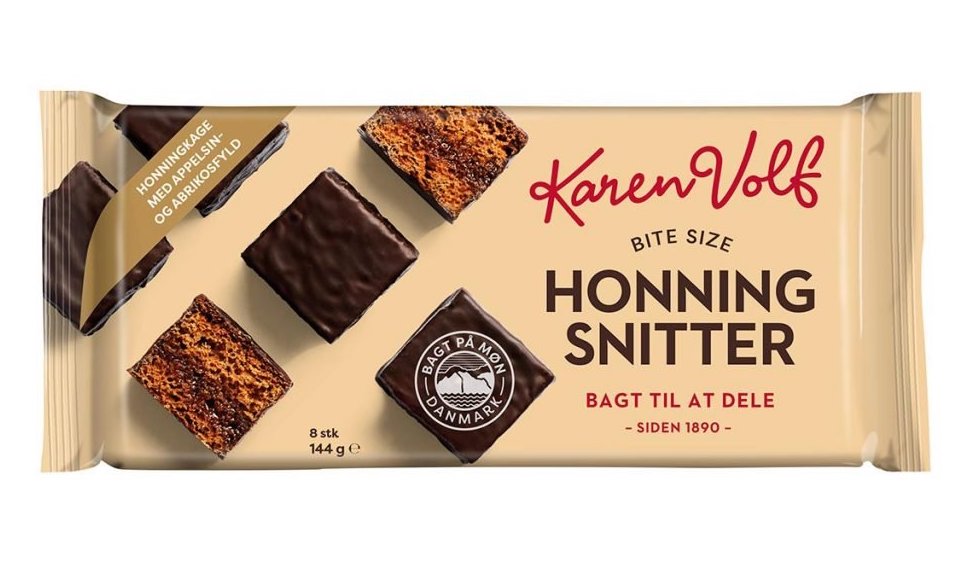 HONNINGKAGE
MED APPELSIN-
OG ABRIKOSFYLD
Karen Volf
BITE SIZE
HONNING
SNITTER
BAGT TIL AT DELE
– SIDEN 1890 –
BAGT PÅ MØN
DANMARK
8 stk
144 g ℮